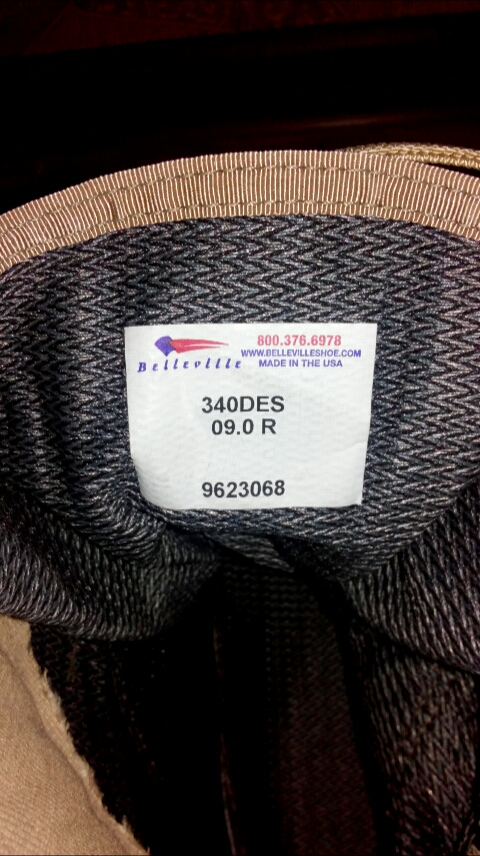 Belleville
800.376.6978
WWW.BELLEVILLESHOE.COM
MADE IN THE USA
340DES
09.0 R
9623068